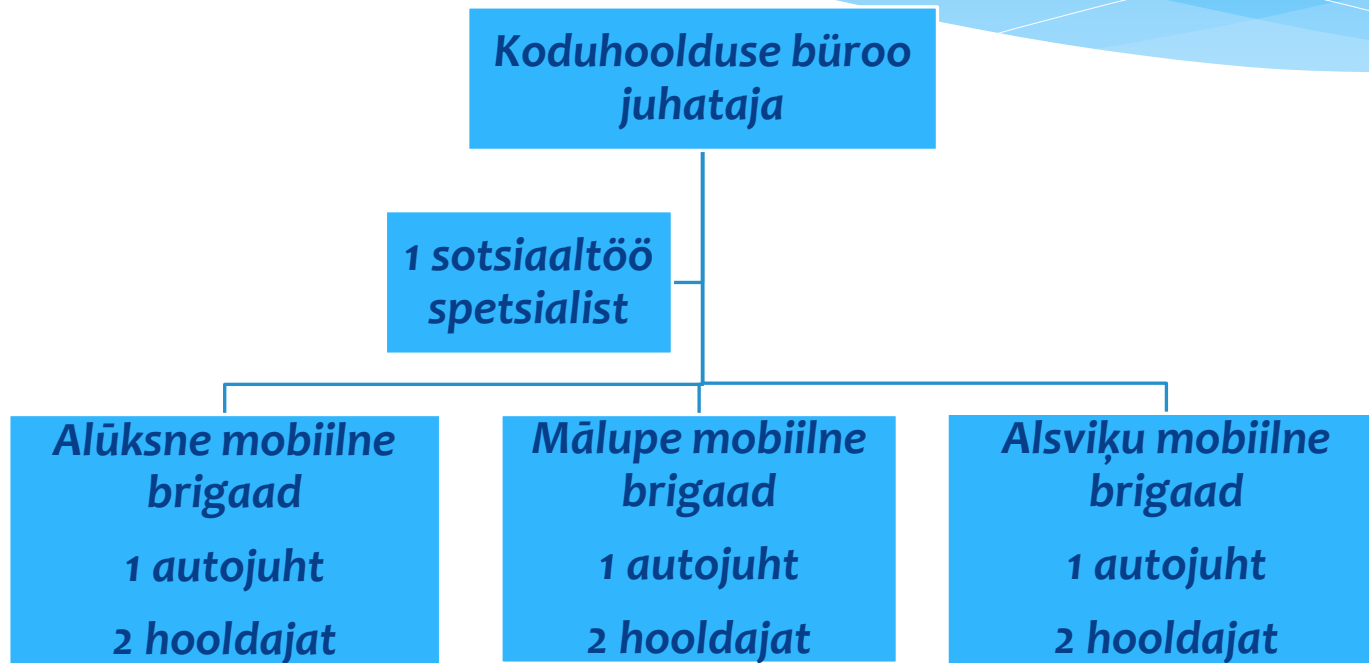 Koduhoolduse büroo
juhataja
1 sotsiaaltöö
spetsialist
Alūksne mobiilne
brigaad
1 autojuht
2 hooldajat
Mālupe mobiilne
brigaad
1 autojuht
2 hooldajat
Alsviķu mobiilne
brigaad
1 autojuht
2 hooldajat